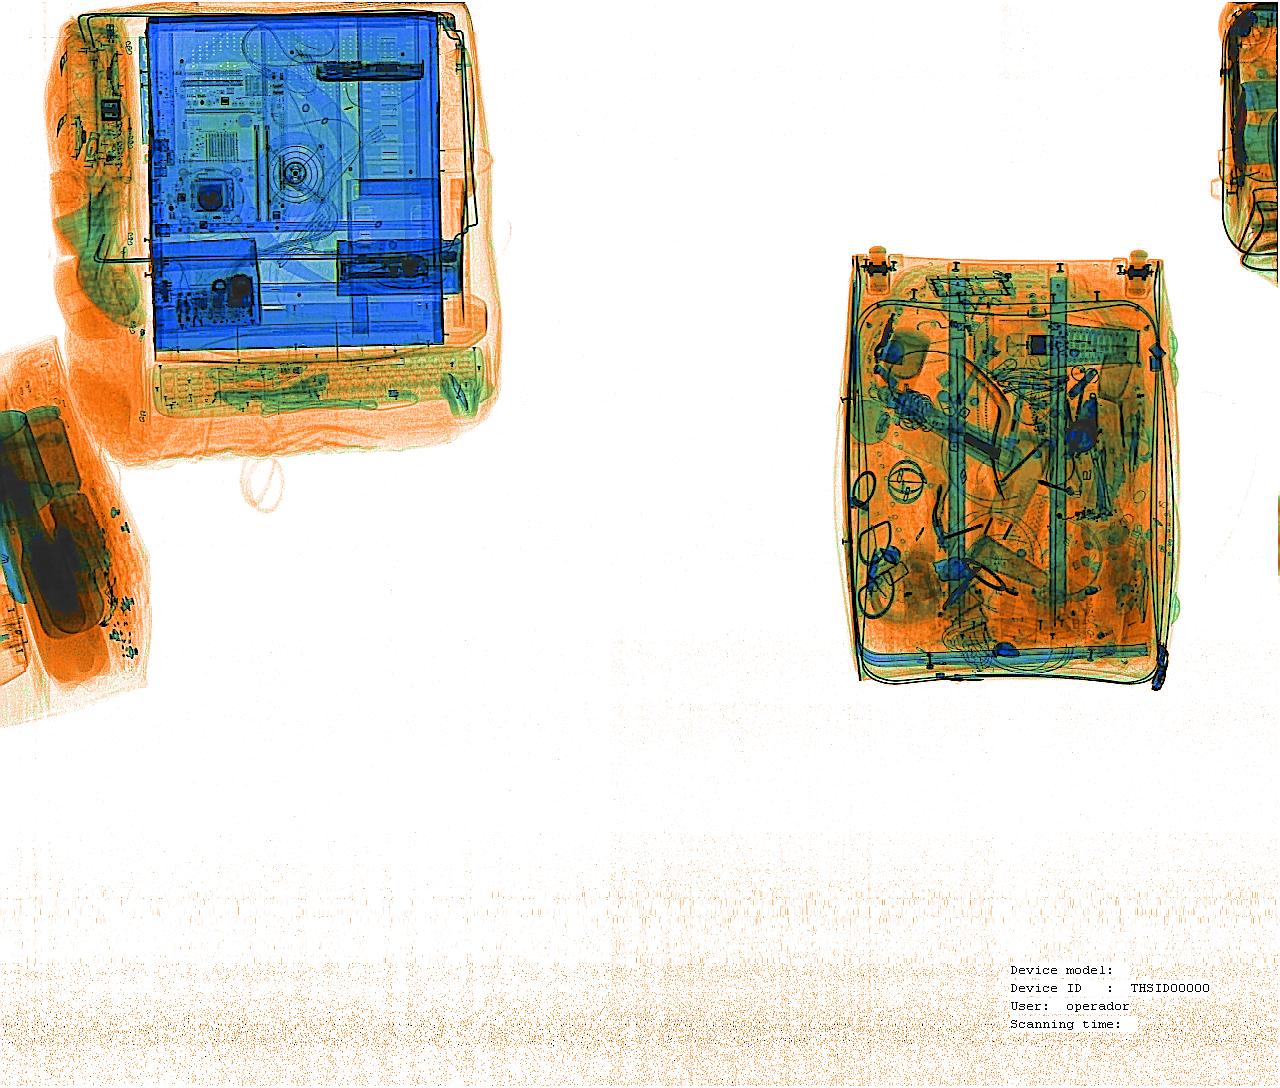 Device model:
Device ID : THSID00000
User: operador
Scanning time: